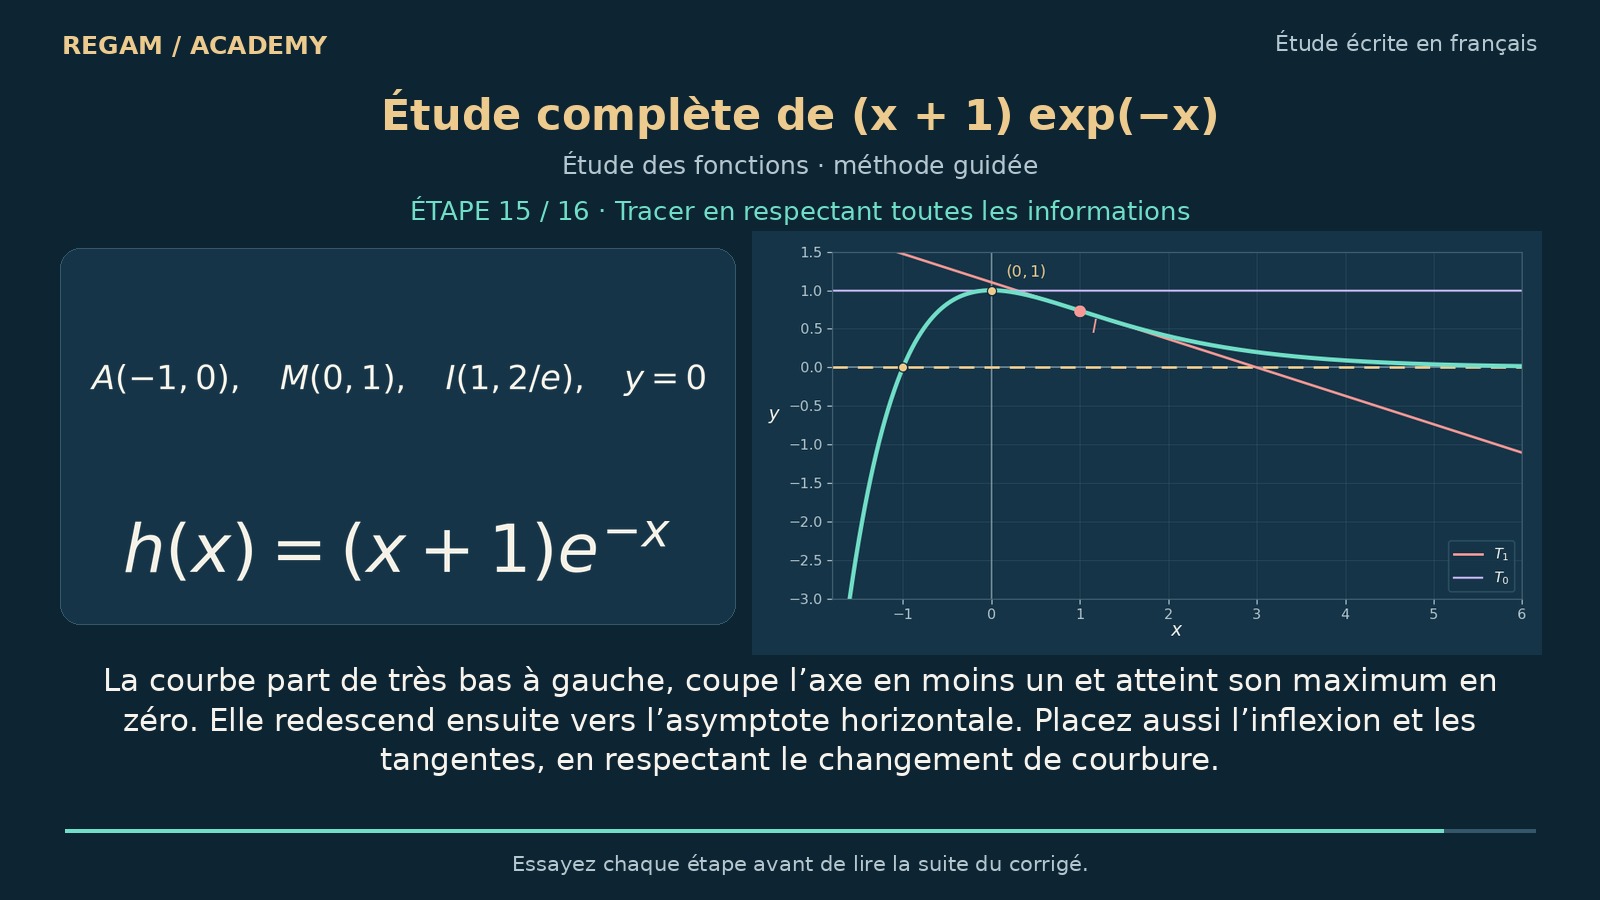 REGAM / ACADEMY
Étude écrite en français
Étude complète de (x + 1) exp(−x)
Étude des fonctions · méthode guidée
ÉTAPE 15 / 16 · Tracer en respectant toutes les informations
A(−1, 0), M(0, 1), I(1, 2/e), y = 0
h(x) = (x + 1)e^{−x}
1.5
1.0
0.5
0.0
−0.5
−1.0
−1.5
−2.0
−2.5
−3.0
y
(0, 1)
I
T₁
T₀
−1 0 1 2 3 4 5 6
x
La courbe part de très bas à gauche, coupe l’axe en moins un et atteint son maximum en
zéro. Elle redescend ensuite vers l’asymptote horizontale. Placez aussi l’inflexion et les
tangentes, en respectant le changement de courbure.
Essayez chaque étape avant de lire la suite du corrigé.